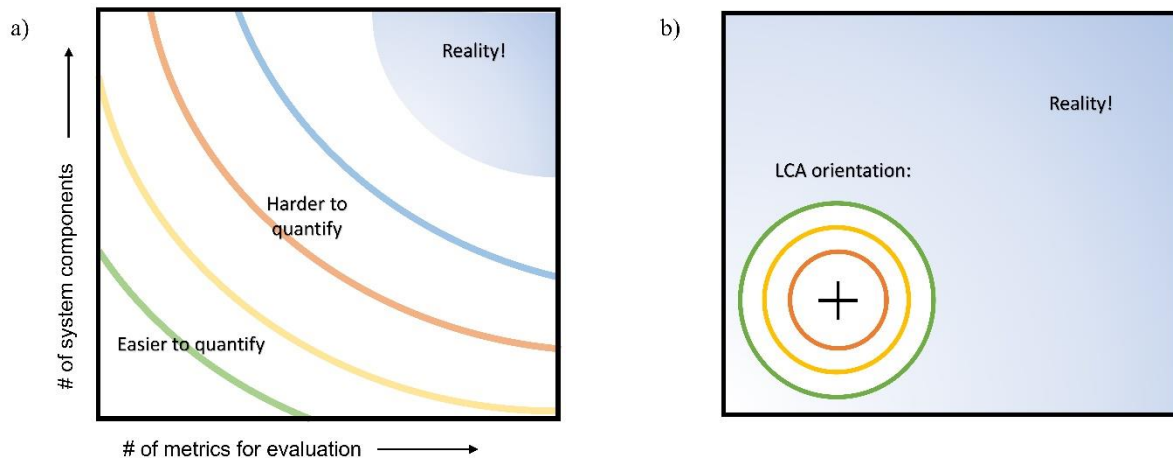 a)
# of system components
Reality!
Harder to
quantify
Easier to quantify
# of metrics for evaluation
b)
Reality!
LCA orientation: